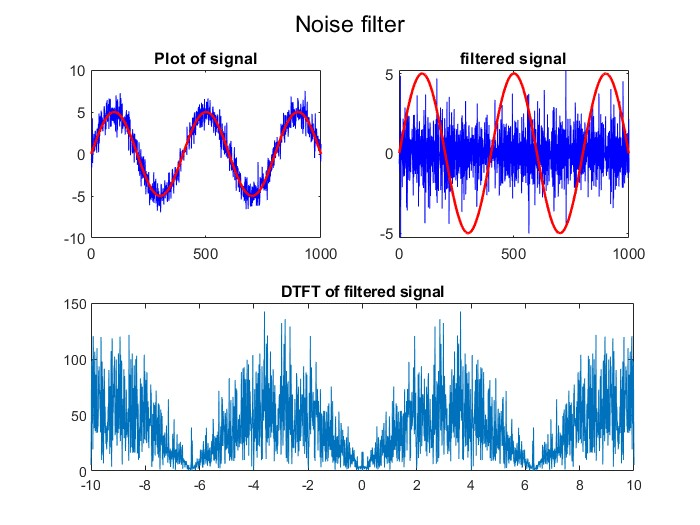 Noise filter
Plot of signal
10
5
0
-5
-10
0 500 1000
filtered signal
5
0
-5
0 500 1000
DTFT of filtered signal
150
100
50
0
-10 -8 -6 -4 -2 0 2 4 6 8 10